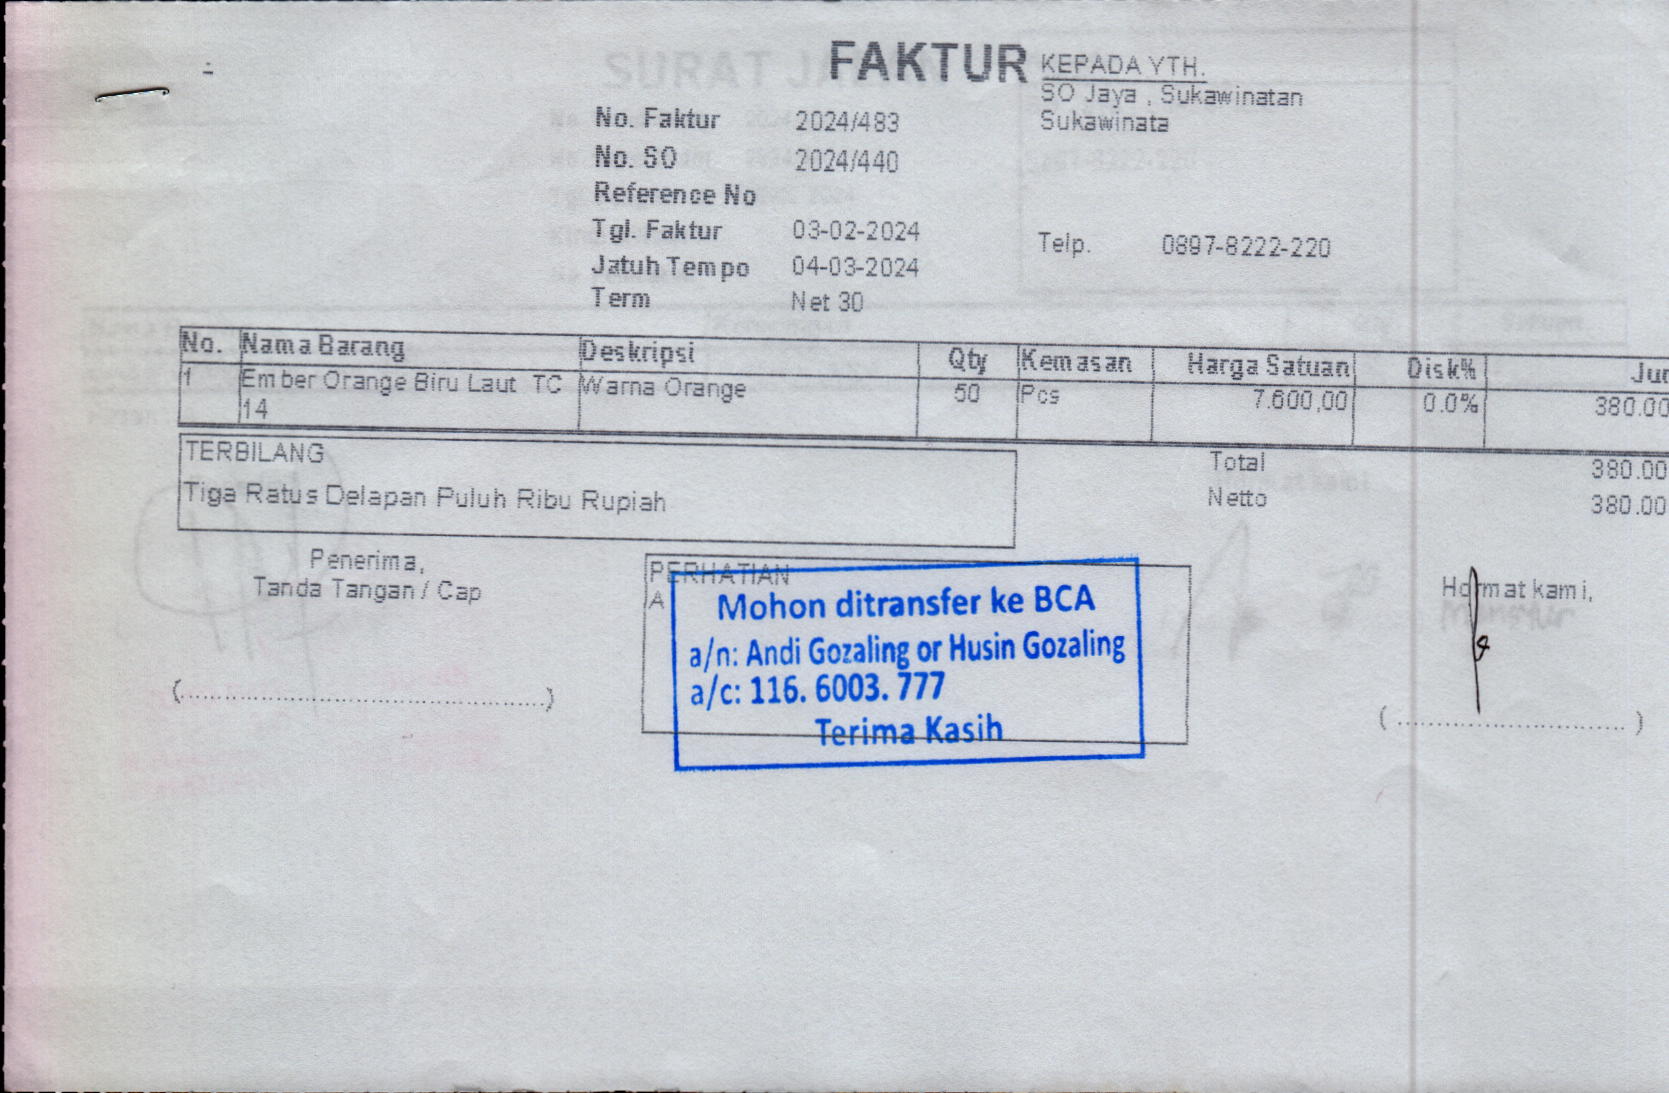 FAKTUR
KEPADA YTH.
SO Jaya , Sukawinatan
Sukawinata
No. Faktur 2024/483
No. SO 2024/440
Reference No
Tgl. Faktur 03-02-2024
Telp. 0897-8222-220
Jatuh Tempo 04-03-2024
Term Net 30
No. Nama Barang Deskripsi Qty Kemasan Harga Satuan Disk% Jur
1 Ember Orange Biru Laut TC Warna Orange 50 Pcs 7.600,00 0.0% 380.00
14
TERBILANG
Total 380.00
Tiga Ratus Delapan Puluh Ribu Rupiah
Netto 380.00
Penerima,
Tanda Tangan / Cap
PERHATIAN
A
Mohon ditransfer ke BCA
a/n: Andi Gozaling or Husin Gozaling
a/c: 116. 6003. 777
Terima Kasih
Hormat kami,
(................................................)
(..............................)
SURAT